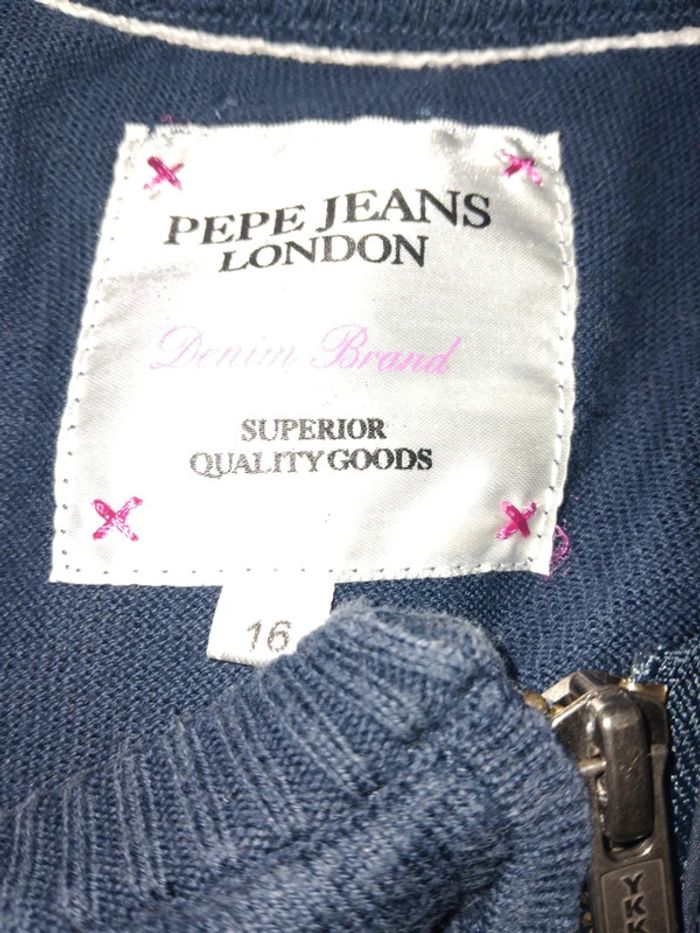 PEPE JEANS
LONDON
Denim Brand
SUPERIOR
QUALITY GOODS
16
YKK